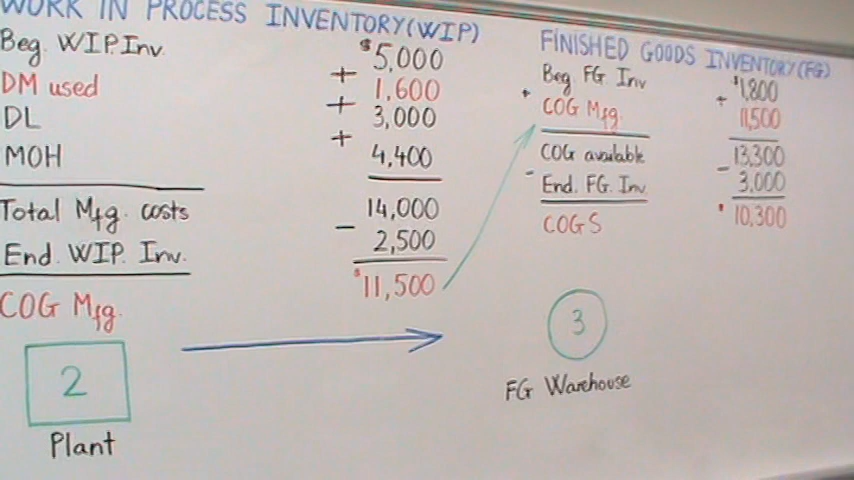 WORK IN PROCESS INVENTORY (WIP)
Beg. WIP. Inv. $5,000
DM used + 1,600
DL + 3,000
MOH + 4,400
Total Mfg. costs 14,000
End. WIP. Inv. - 2,500
COG Mfg. $11,500
2
Plant
FINISHED GOODS INVENTORY (FG)
Beg FG Inv $1,800
+ COG Mfg. + 11,500
COG available 13,300
- End. FG. Inv. - 3,000
COGS $10,300
3
FG Warehouse